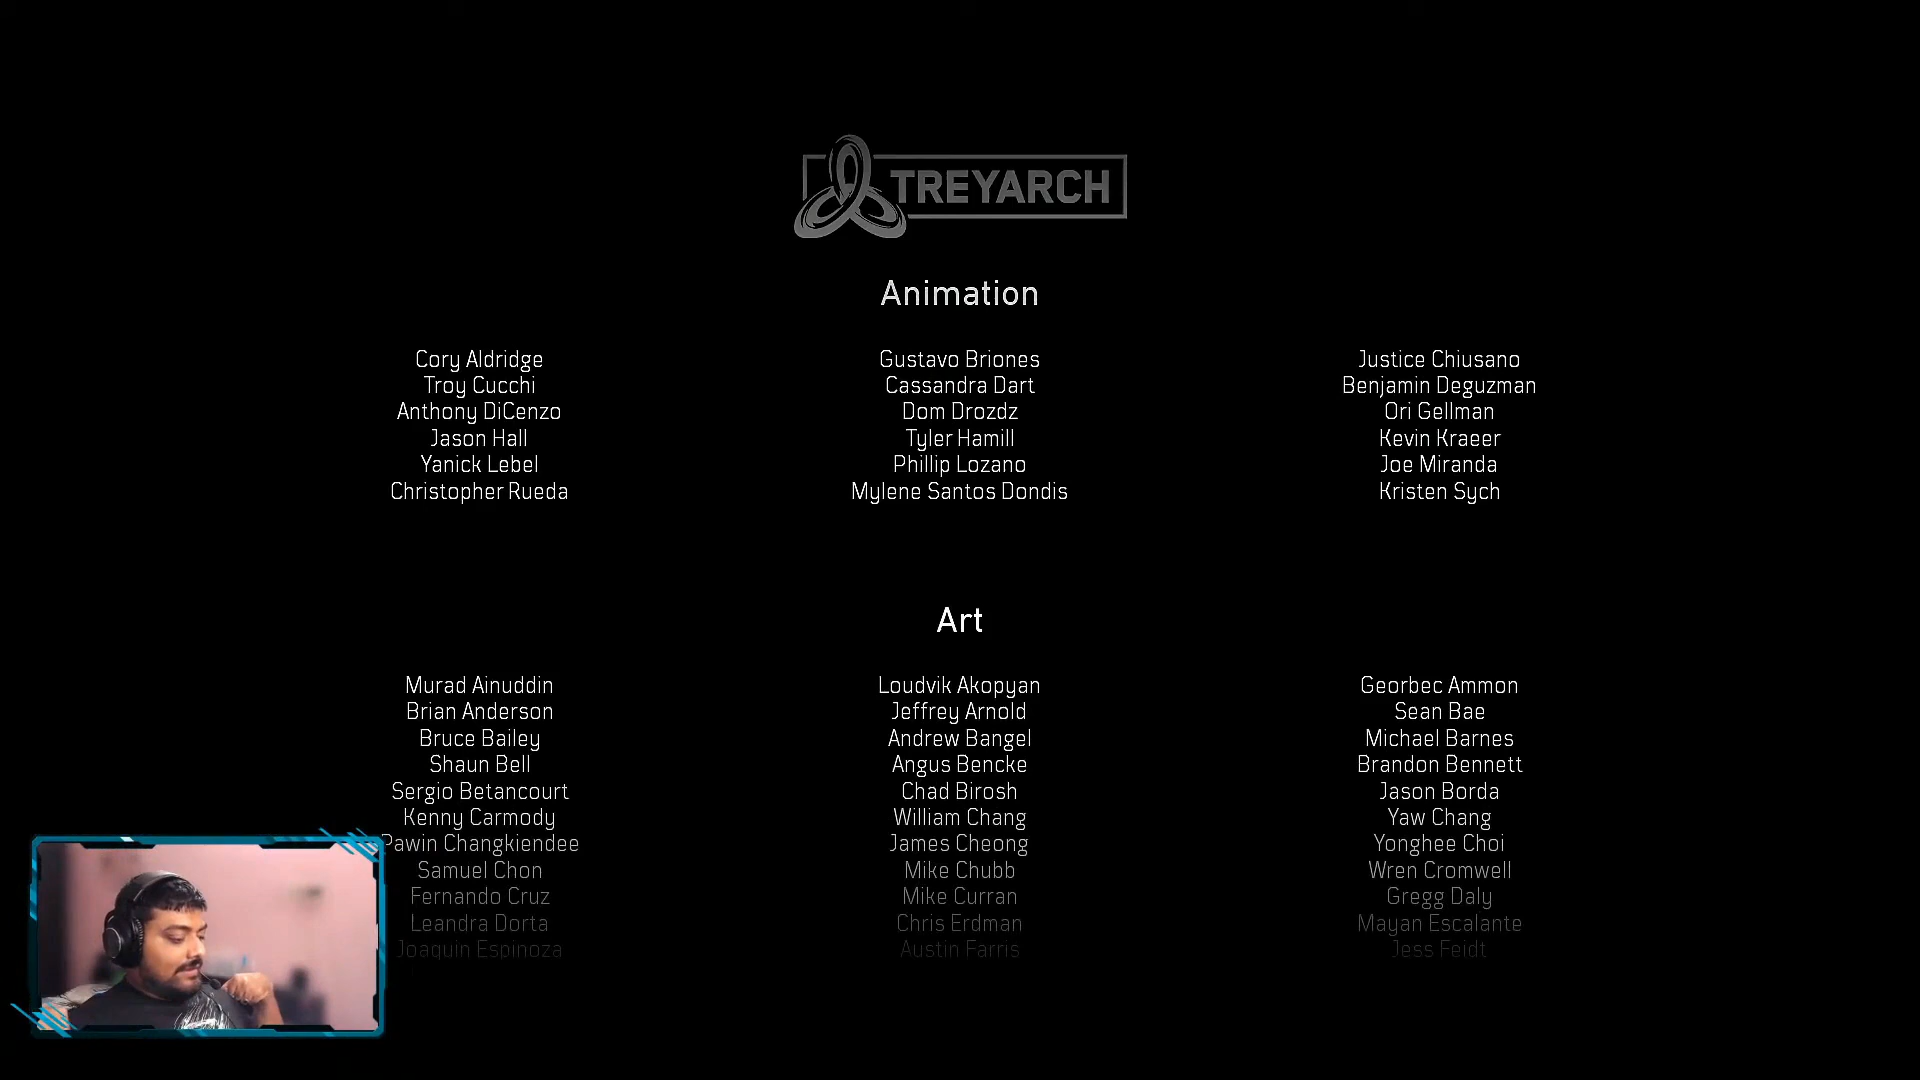 TREYARCH
Animation
Cory Aldridge Gustavo Briones Justice Chiusano
Troy Cucchi Cassandra Dart Benjamin Deguzman
Anthony DiCenzo Dom Drozdz Ori Gellman
Jason Hall Tyler Hamill Kevin Kraeer
Yanick Lebel Phillip Lozano Joe Miranda
Christopher Rueda Mylene Santos Dondis Kristen Sych
Art
Murad Ainuddin Loudvik Akopyan Georbec Ammon
Brian Anderson Jeffrey Arnold Sean Bae
Bruce Bailey Andrew Bangel Michael Barnes
Shaun Bell Angus Bencke Brandon Bennett
Sergio Betancourt Chad Birosh Jason Borda
Kenny Carmody William Chang Yaw Chang
Pawin Changkiendee James Cheong Yonghee Choi
Samuel Chon Mike Chubb Wren Cromwell
Fernando Cruz Mike Curran Gregg Daly
Leandra Dorta Chris Erdman Mayan Escalante
Joaquin Espinoza Austin Farris Jess Feidt